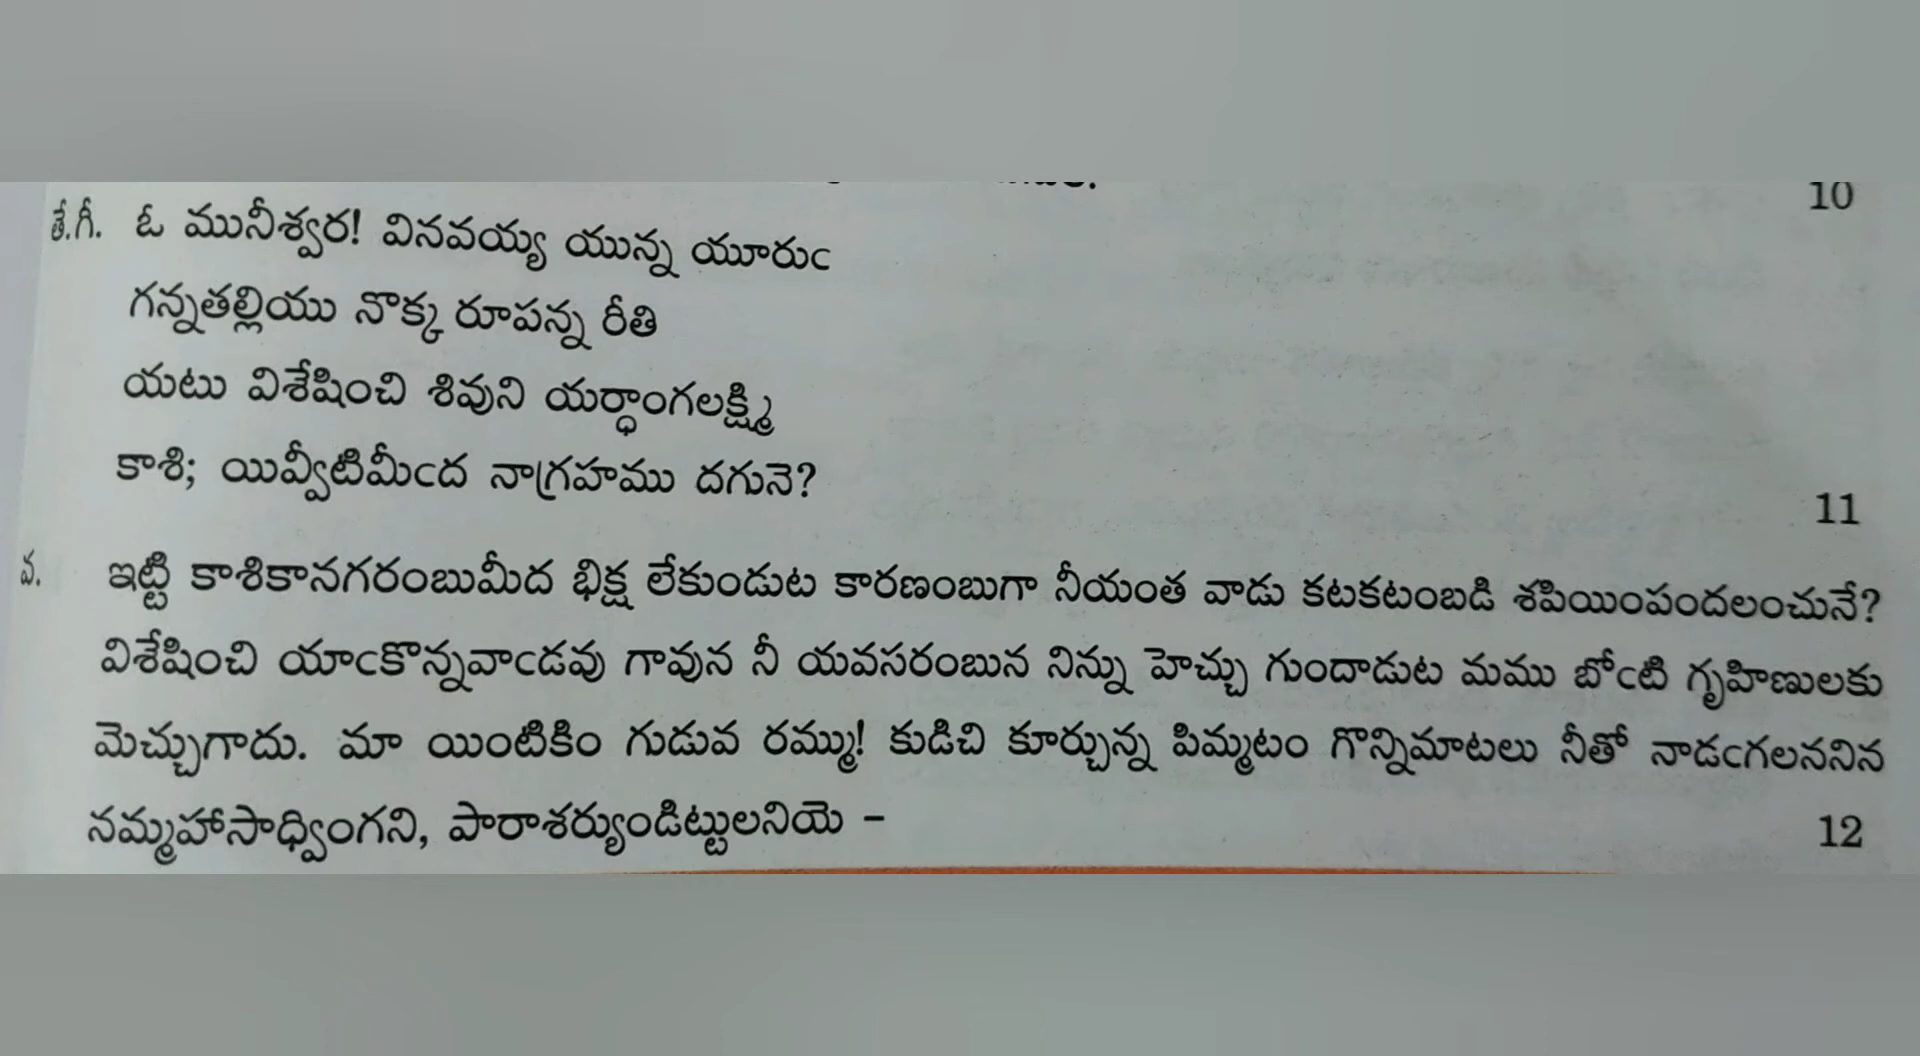 10
తే.గీ. ఓ మునీశ్వర! వినవయ్య యున్న యూరుఁ
గన్నతల్లియు నొక్క రూపన్న రీతి
యటు విశేషించి శివుని యర్ధాంగలక్ష్మి
కాశి; యివ్వీటిమీఁద నాగ్రహము దగునె?
11
వ. ఇట్టి కాశికానగరంబుమీద భిక్ష లేకుండుట కారణంబుగా నీయంత వాడు కటకటంబడి శపియింపందలంచునే?
విశేషించి యాఁకొన్నవాఁడవు గావున నీ యవసరంబున నిన్ను హెచ్చు గుందాడుట మము బోఁటి గృహిణులకు
మెచ్చుగాదు. మా యింటికిం గుడువ రమ్ము! కుడిచి కూర్చున్న పిమ్మటం గొన్నిమాటలు నీతో నాడఁగలననిన
నమ్మహాసాధ్వింగని, పారాశర్యుండిట్టులనియె – 12